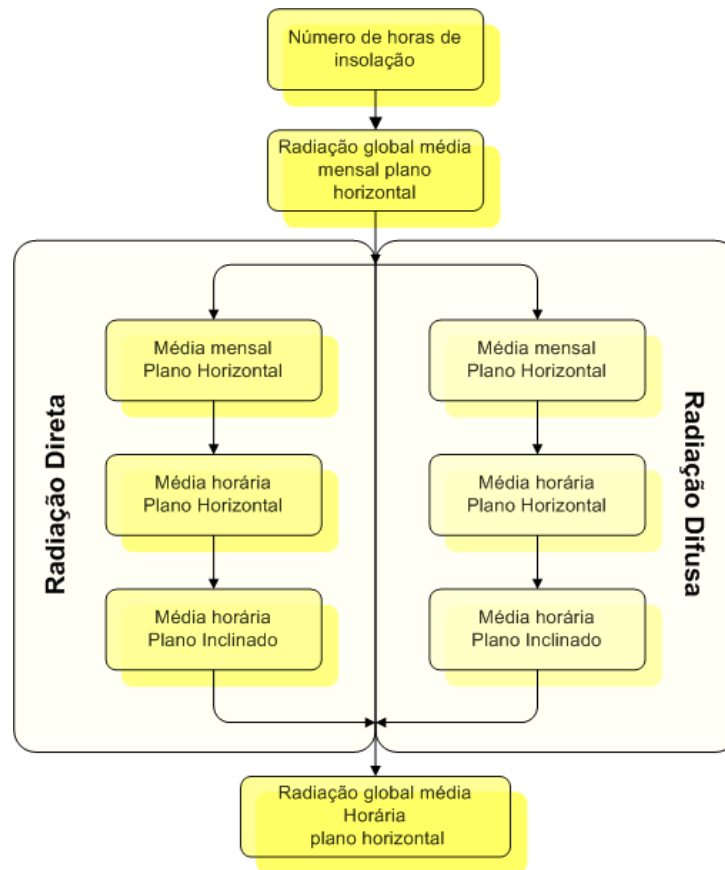 Número de horas de
insolação
Radiação global média
mensal plano
horizontal
Radiação Direta
Média mensal
Plano Horizontal
Média horária
Plano Horizontal
Média horária
Plano Inclinado
Média mensal
Plano Horizontal
Média horária
Plano Horizontal
Média horária
Plano Inclinado
Radiação Difusa
Radiação global média
Horária
plano horizontal